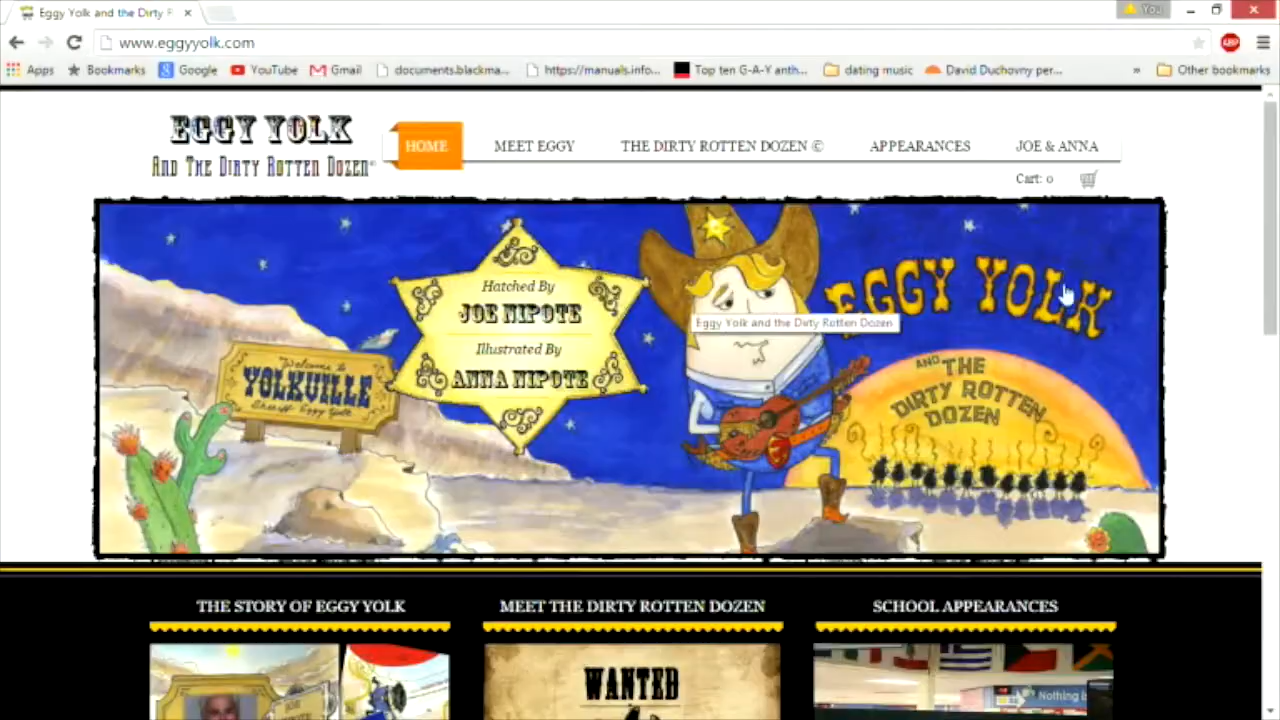 Eggy Yolk and the Dirty F
You
www.eggyyolk.com
ABP
Apps Bookmarks Google YouTube Gmail documents.blackma... https://manuals.info... Top ten G-A-Y anth... dating music David Duchovny per... » Other bookmarks
EGGY YOLK
AND THE DIRTY ROTTEN DOZEN
HOME MEET EGGY THE DIRTY ROTTEN DOZEN © APPEARANCES JOE & ANNA
Cart: 0
Hatched By
JOE NIPOTE
Illustrated By
ANNA NIPOTE
Welcome to
YOLKVILLE
Sheriff Eggy Yolk
EGGY YOLK
Eggy Yolk and the Dirty Rotten Dozen
AND THE
DIRTY ROTTEN
DOZEN
THE STORY OF EGGY YOLK MEET THE DIRTY ROTTEN DOZEN SCHOOL APPEARANCES
WANTED
Nothing